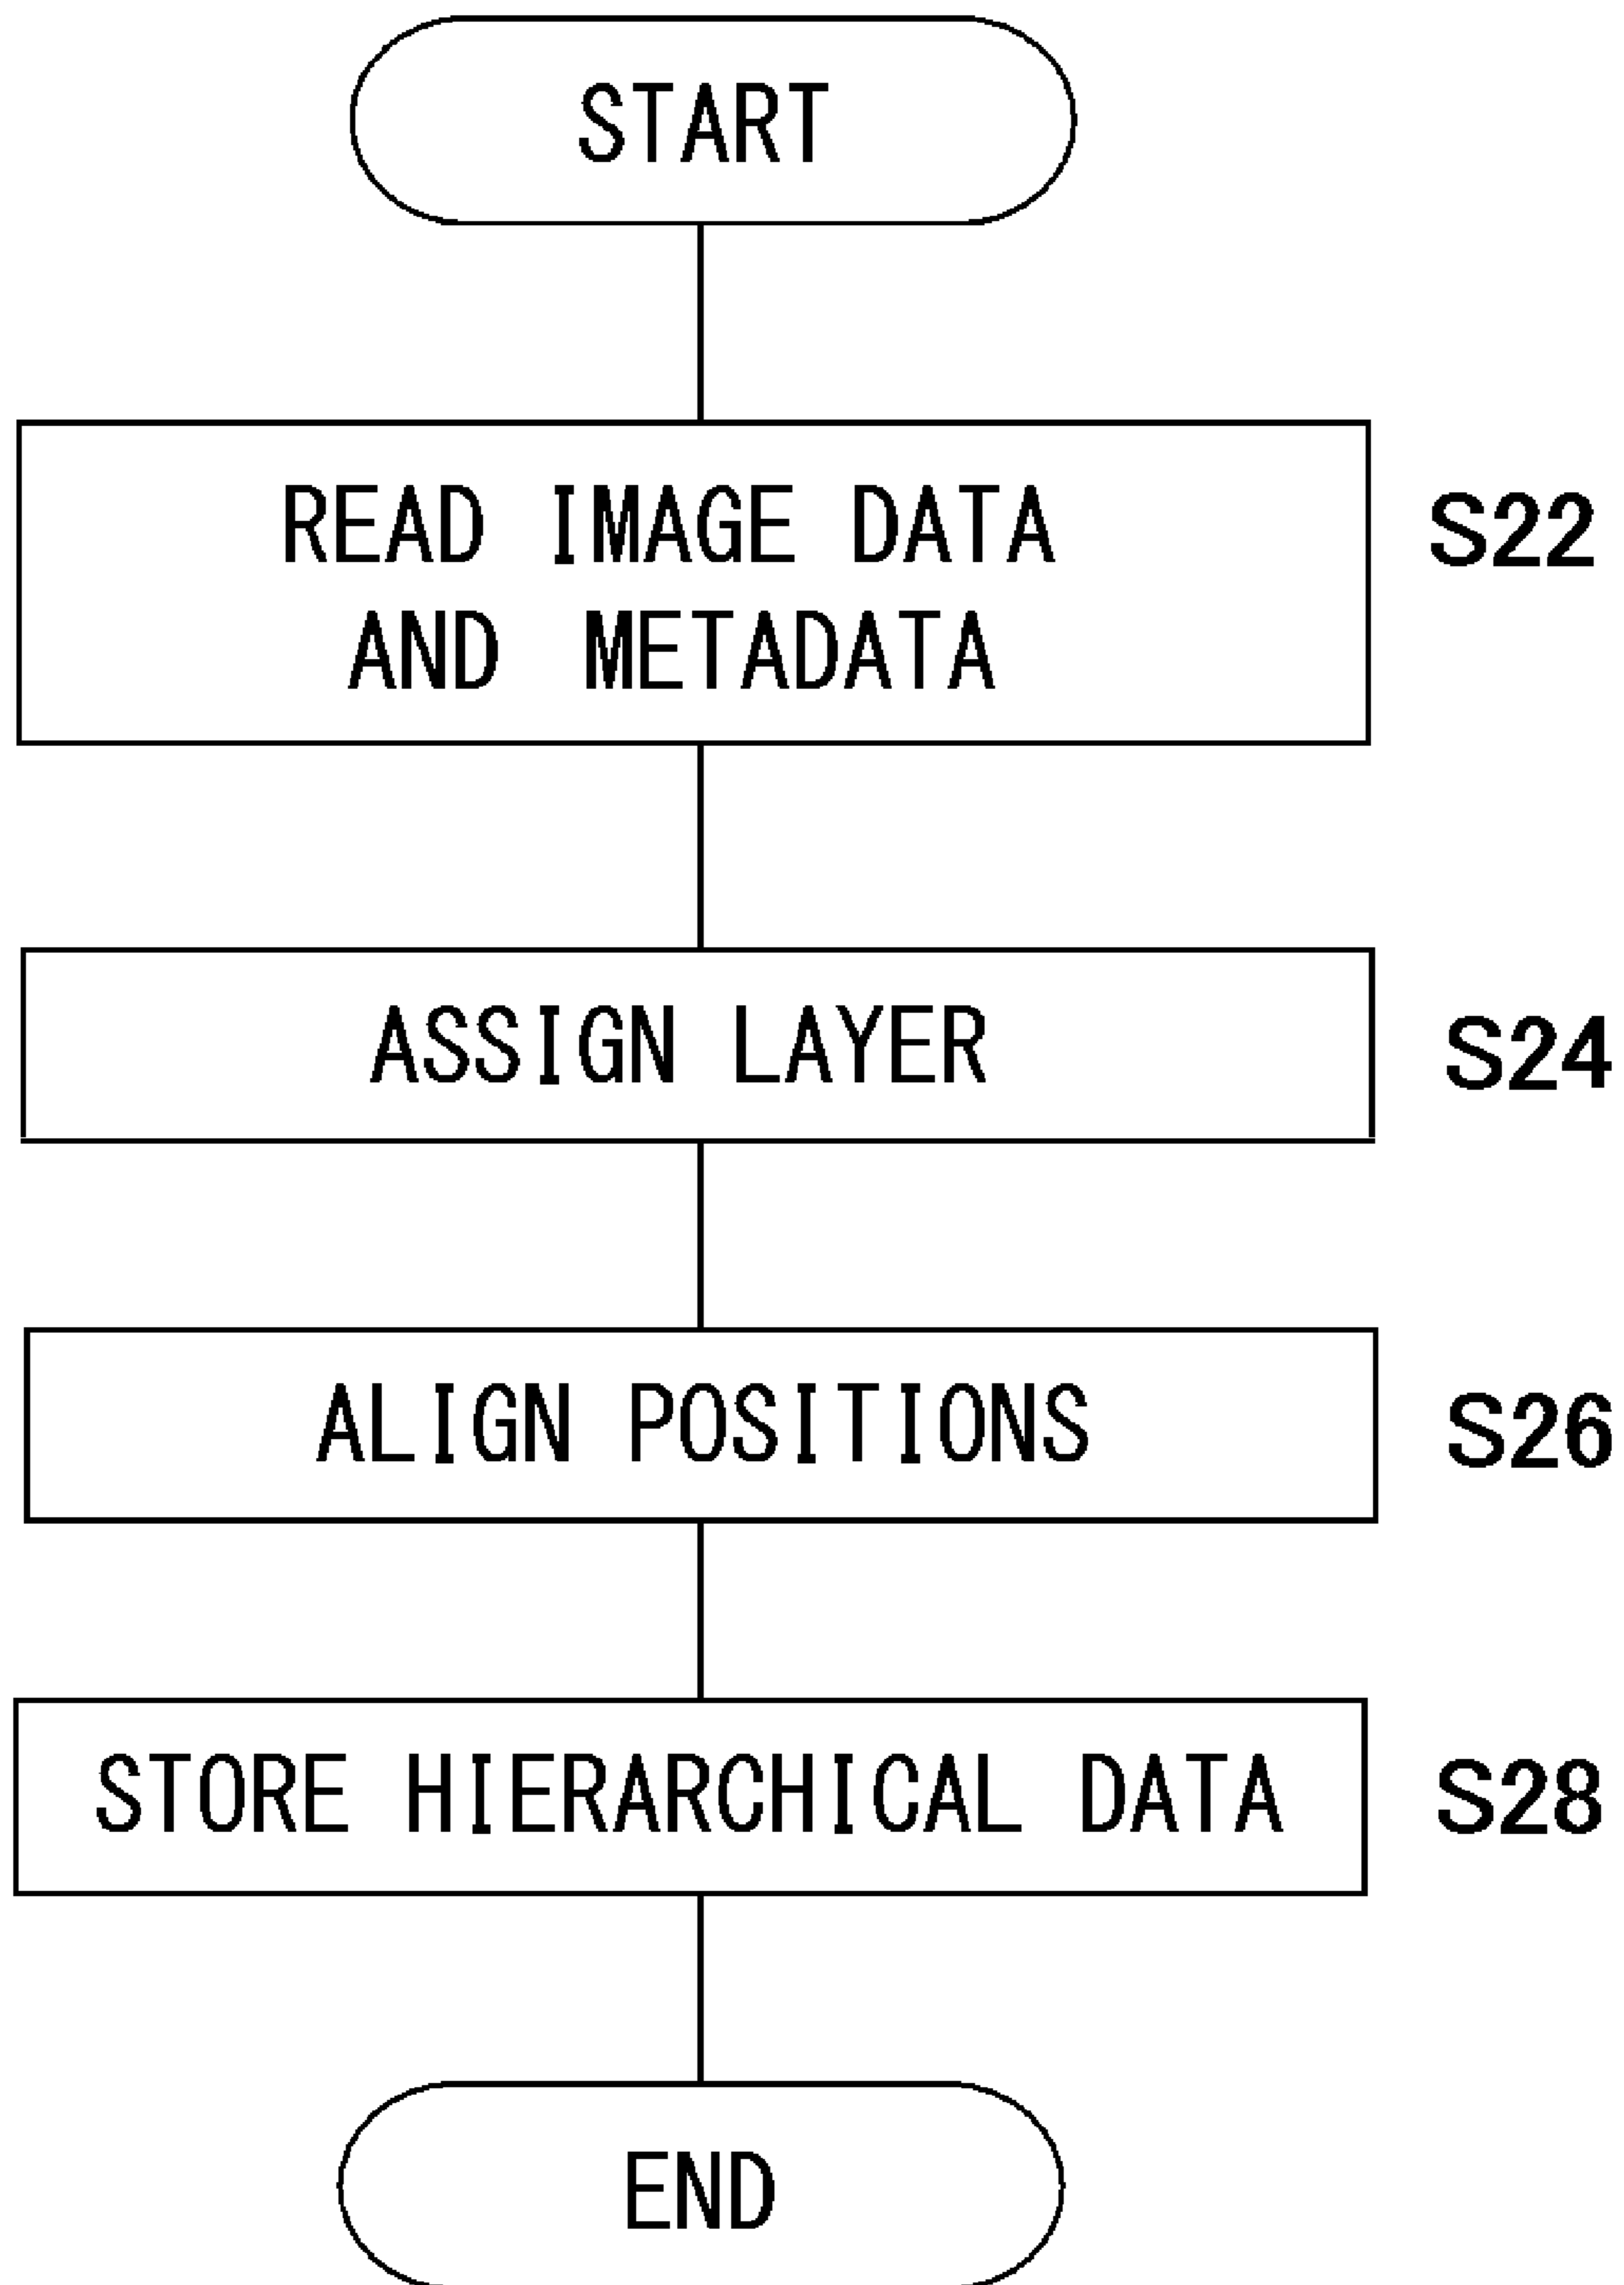 START
READ IMAGE DATA
AND METADATA
S22
ASSIGN LAYER
S24
ALIGN POSITIONS
S26
STORE HIERARCHICAL DATA
S28
END